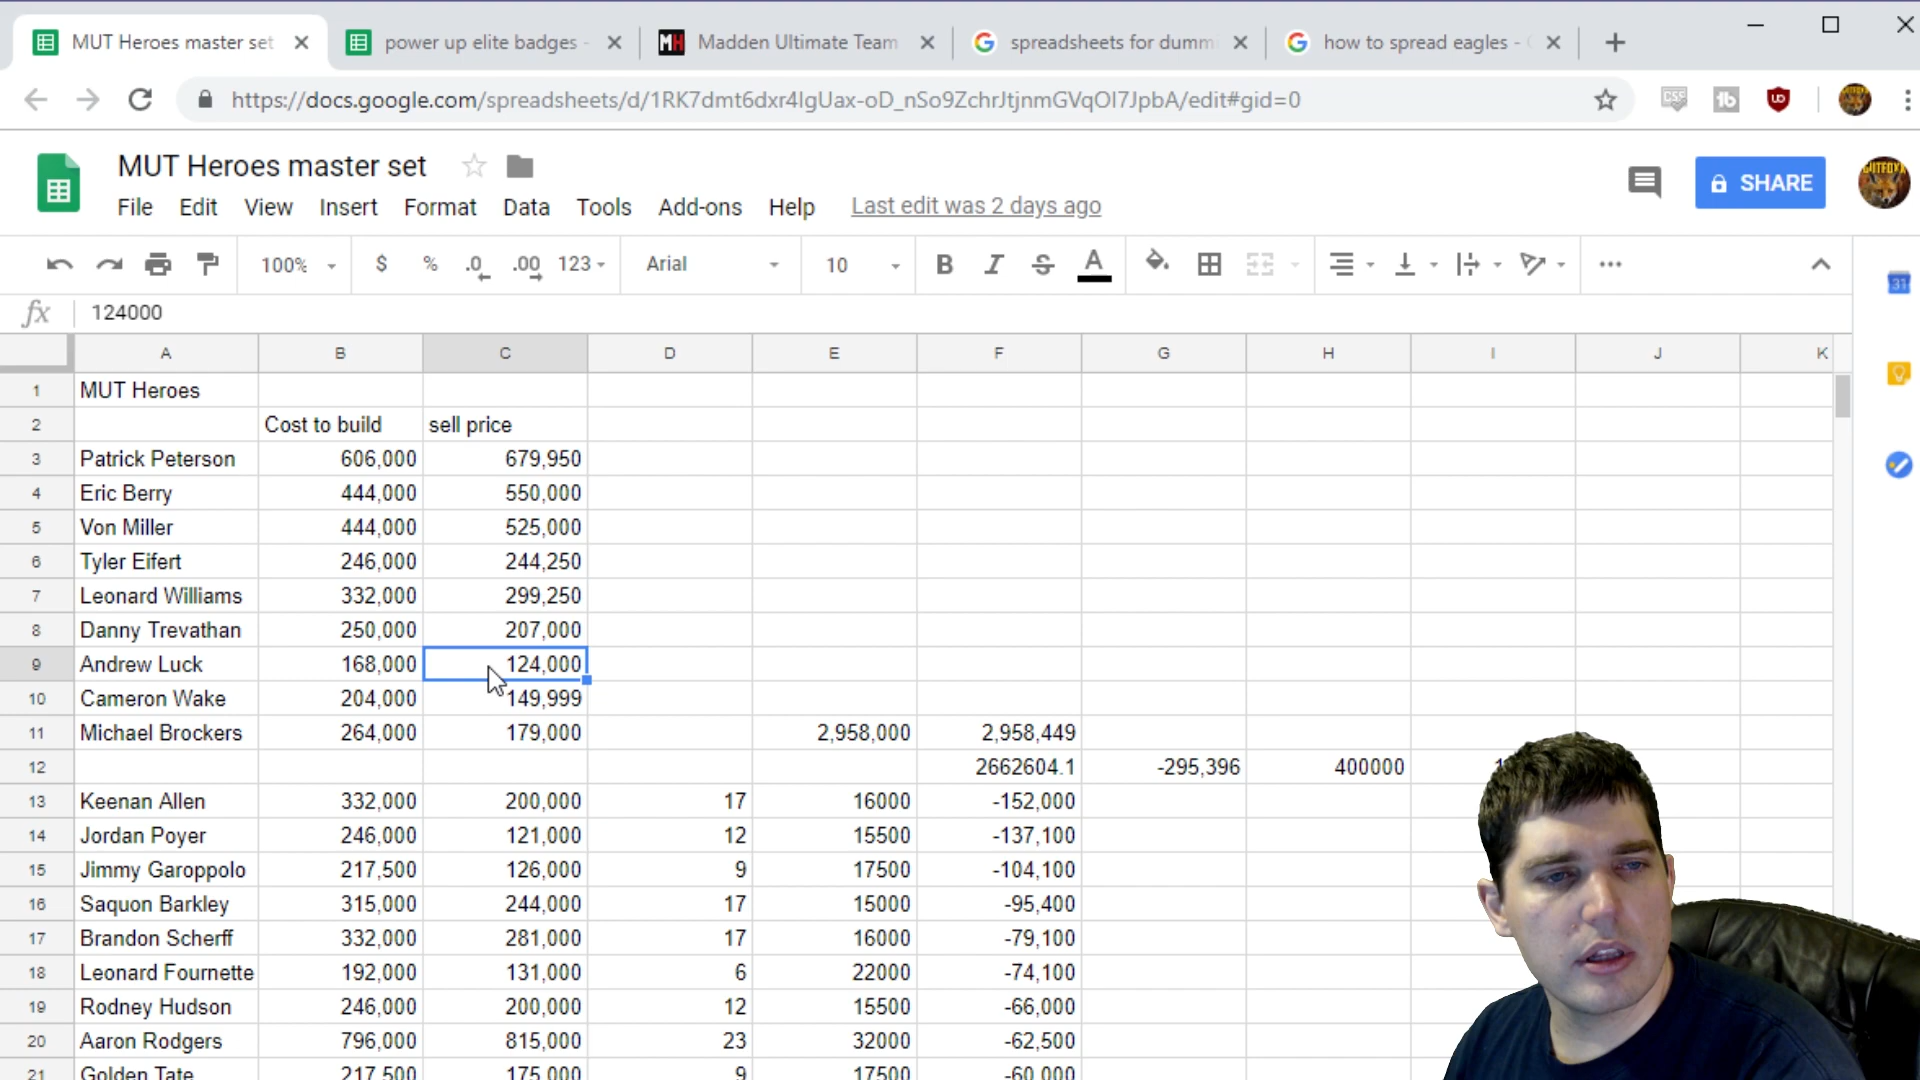 MUT Heroes master set
power up elite badges -
Madden Ultimate Team
spreadsheets for dumm
how to spread eagles -
https://docs.google.com/spreadsheets/d/1RK7dmt6dxr4IgUax-oD_nSo9ZchrJtjnmGVqOI7JpbA/edit#gid=0
MUT Heroes master set
SHARE
File Edit View Insert Format Data Tools Add-ons Help Last edit was 2 days ago
100% $ % .0 .00 123 Arial 10 B I S A
fx 124000
A B C D E F G H I J K
1 MUT Heroes
2 Cost to build sell price
3 Patrick Peterson 606,000 679,950
4 Eric Berry 444,000 550,000
5 Von Miller 444,000 525,000
6 Tyler Eifert 246,000 244,250
7 Leonard Williams 332,000 299,250
8 Danny Trevathan 250,000 207,000
9 Andrew Luck 168,000 124,000
10 Cameron Wake 204,000 149,999
11 Michael Brockers 264,000 179,000 2,958,000 2,958,449
12 2662604.1 -295,396 400000
13 Keenan Allen 332,000 200,000 17 16000 -152,000
14 Jordan Poyer 246,000 121,000 12 15500 -137,100
15 Jimmy Garoppolo 217,500 126,000 9 17500 -104,100
16 Saquon Barkley 315,000 244,000 17 15000 -95,400
17 Brandon Scherff 332,000 281,000 17 16000 -79,100
18 Leonard Fournette 192,000 131,000 6 22000 -74,100
19 Rodney Hudson 246,000 200,000 12 15500 -66,000
20 Aaron Rodgers 796,000 815,000 23 32000 -62,500
21 Golden Tate 217,500 175,000 9 17500 -60,000